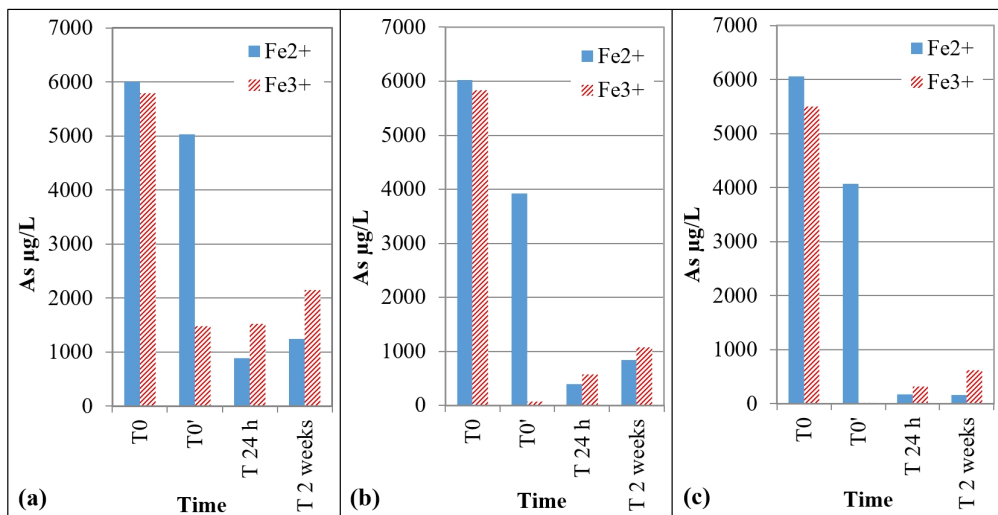 7000
6000
5000
4000
3000
2000
1000
0
As µg/L
Fe2+
Fe3+
T0
T0'
T 24 h
T 2 weeks
Time
(a)
7000
6000
5000
4000
3000
2000
1000
0
As µg/L
Fe2+
Fe3+
T0
T0'
T 24 h
T 2 weeks
Time
(b)
7000
6000
5000
4000
3000
2000
1000
0
As µg/L
Fe2+
Fe3+
T0
T0'
T 24 h
T 2 weeks
Time
(c)